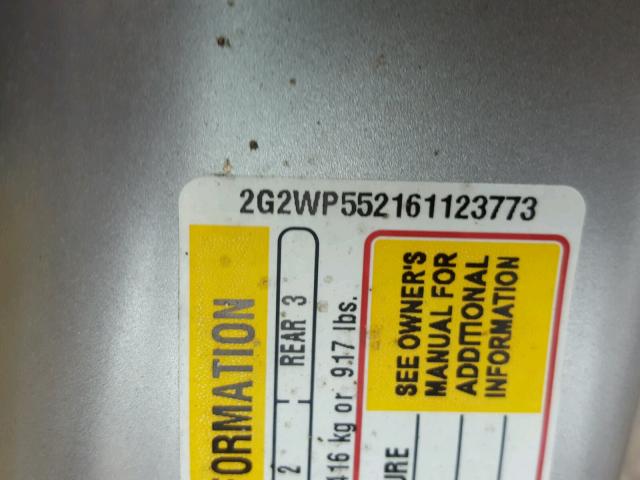 2G2WP552161123773
FORMATION
2
REAR 3
416 kg or 917 lbs.
SEE OWNER'S
MANUAL FOR
ADDITIONAL
INFORMATION
URE